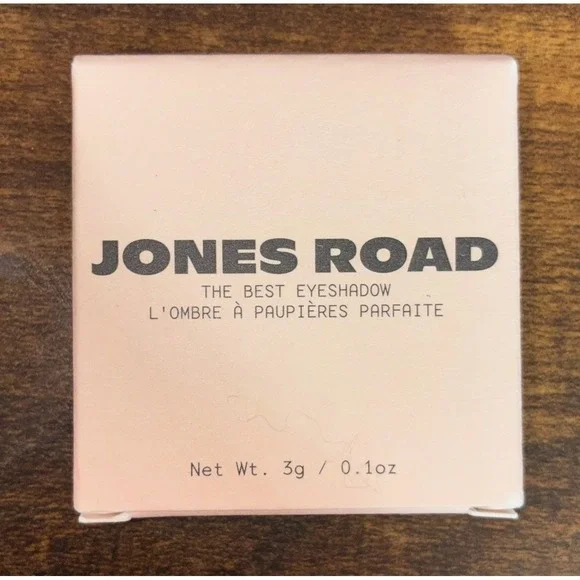 JONES ROAD
THE BEST EYESHADOW
L'OMBRE À PAUPIÈRES PARFAITE
Net Wt. 3g / 0.1oz